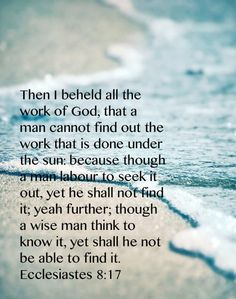 Then I beheld all the
work of God, that a
man cannot find out the
work that is done under
the sun: because though
a man labour to seek it
out, yet he shall not find
it; yeah further; though
a wise man think to
know it, yet shall he not
be able to find it.
Ecclesiastes 8:17